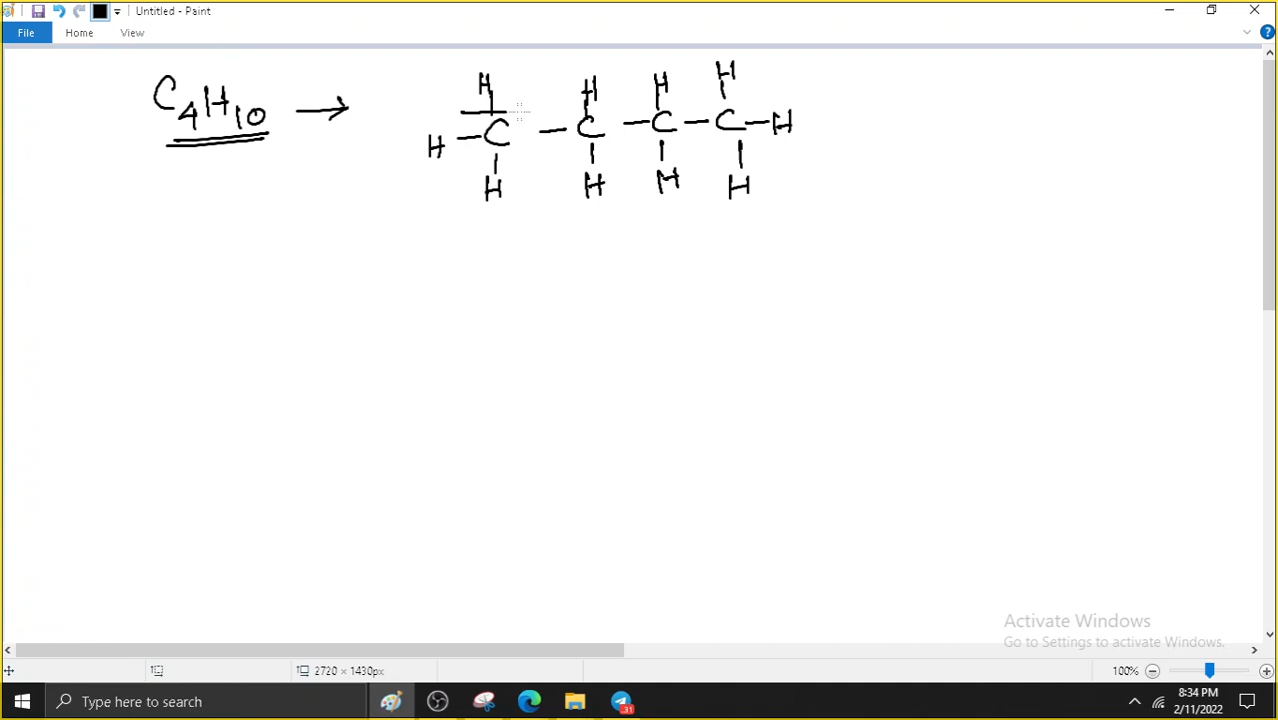 Untitled - Paint
File Home View
H H H H
C4H10 → H - C - C - C - C - H
H H H H
Activate Windows
Go to Settings to activate Windows.
2720 × 1430px 100%
Type here to search
31
8:34 PM
2/11/2022